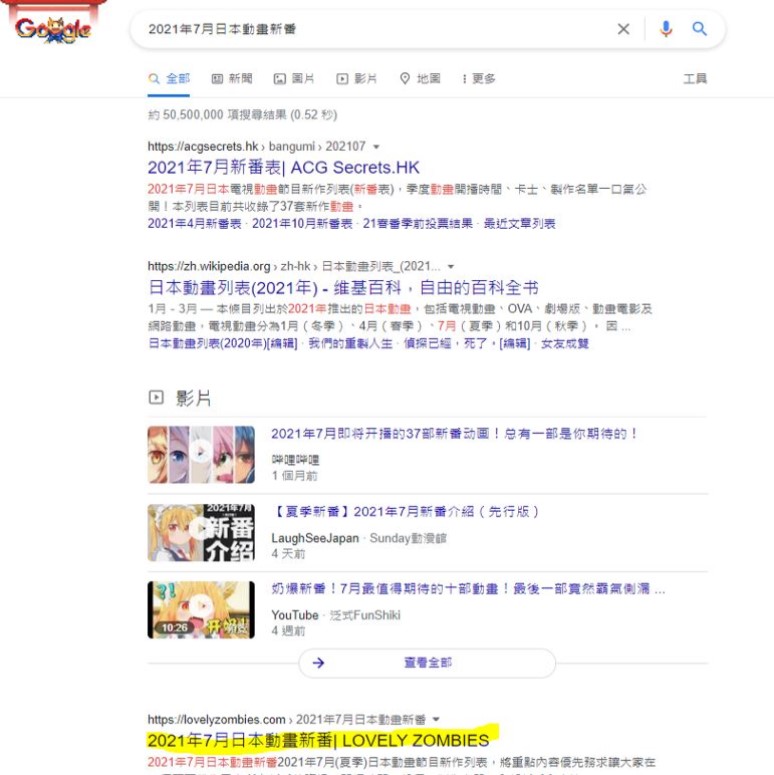 Google
2021年7月日本動畫新番
全部 新聞 圖片 影片 地圖 更多 工具
約 50,500,000 項搜尋結果 (0.52 秒)
https://acgsecrets.hk › bangumi › 202107
2021年7月新番表| ACG Secrets.HK
2021年7月日本電視動畫節目新作列表(新番表)，季度動畫開播時間、卡士、製作名單一口氣公
開！本列表目前共收錄了37套新作動畫。
2021年4月新番表 · 2021年10月新番表 · 21春番季前投票結果 · 最近文章列表
https://zh.wikipedia.org › zh-hk › 日本動畫列表_(2021...
日本動畫列表(2021年) - 维基百科，自由的百科全书
1月 - 3月 — 本條目列出於2021年推出的日本動畫，包括電視動畫、OVA、劇場版、動畫電影及
網路動畫，電視動畫分為1月（冬季）、4月（春季）、7月（夏季）和10月（秋季）。 因 ...
日本動畫列表(2020年)[編輯] · 我們的重製人生 · 偵探已經，死了，[編輯] · 女友成雙
影片
2021年7月即将开播的37部新番动画！总有一部是你期待的！
哔哩哔哩
1 個月前
2021年7月
新番
介紹
【夏季新番】2021年7月新番介紹（先行版）
LaughSeeJapan · Sunday動漫館
4 天前
?!
10:26
奶爆新番！7月最值得期待的十部動畫！最後一部竟然霸氣側漏 ...
YouTube · 泛式FunShiki
4 週前
查看全部
https://lovelyzombies.com › 2021年7月日本動畫新番
2021年7月日本動畫新番| LOVELY ZOMBIES
2021年7月日本動畫新番2021年7月(夏季)日本動畫節目新作列表，將重點內容優先務求讓大家在